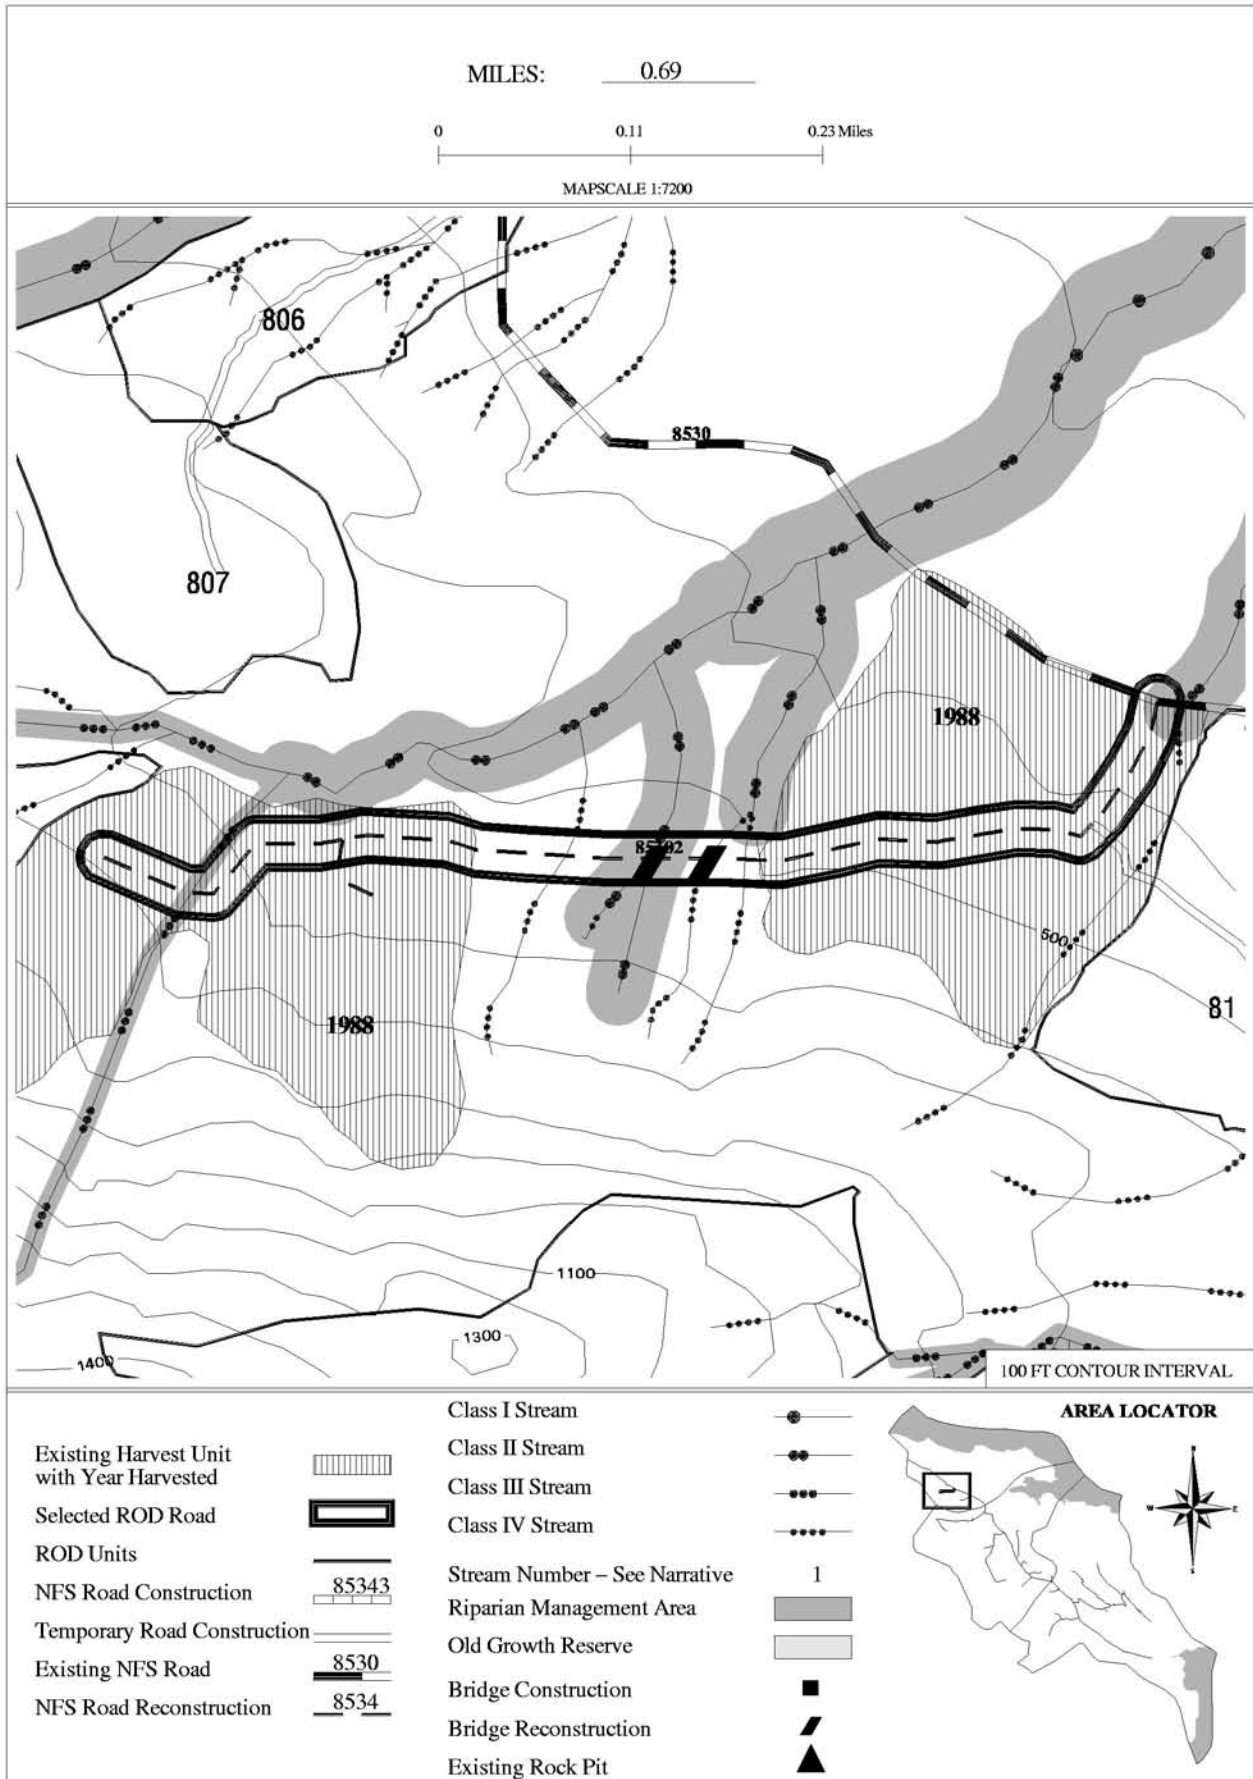 MILES: 0.69
0 0.11 0.23 Miles
MAPSCALE 1:7200
806
8530
807
1988
500
81
1988
1100
1300
1400
100 FT CONTOUR INTERVAL
Existing Harvest Unit
with Year Harvested
Selected ROD Road
ROD Units
NFS Road Construction 85343
Temporary Road Construction
Existing NFS Road 8530
NFS Road Reconstruction 8534
Class I Stream
Class II Stream
Class III Stream
Class IV Stream
Stream Number – See Narrative 1
Riparian Management Area
Old Growth Reserve
Bridge Construction
Bridge Reconstruction
Existing Rock Pit
AREA LOCATOR
N
W E
S